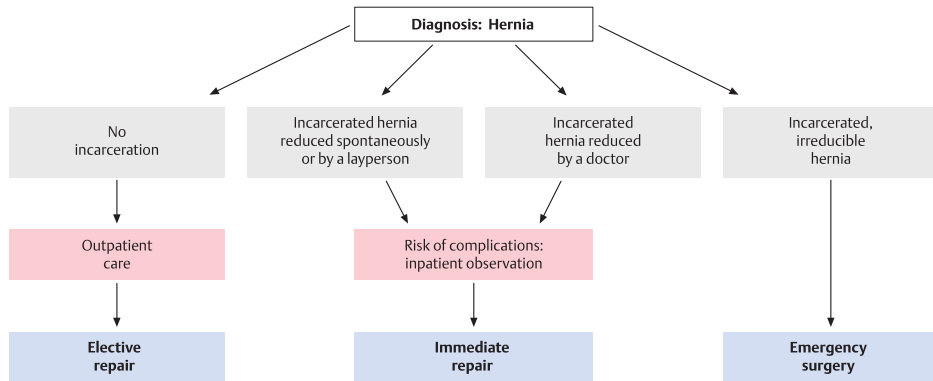 Diagnosis: Hernia
No
incarceration
Incarcerated hernia
reduced spontaneously
or by a layperson
Incarcerated
hernia reduced
by a doctor
Incarcerated,
irreducible
hernia
Outpatient
care
Risk of complications:
inpatient observation
Elective
repair
Immediate
repair
Emergency
surgery